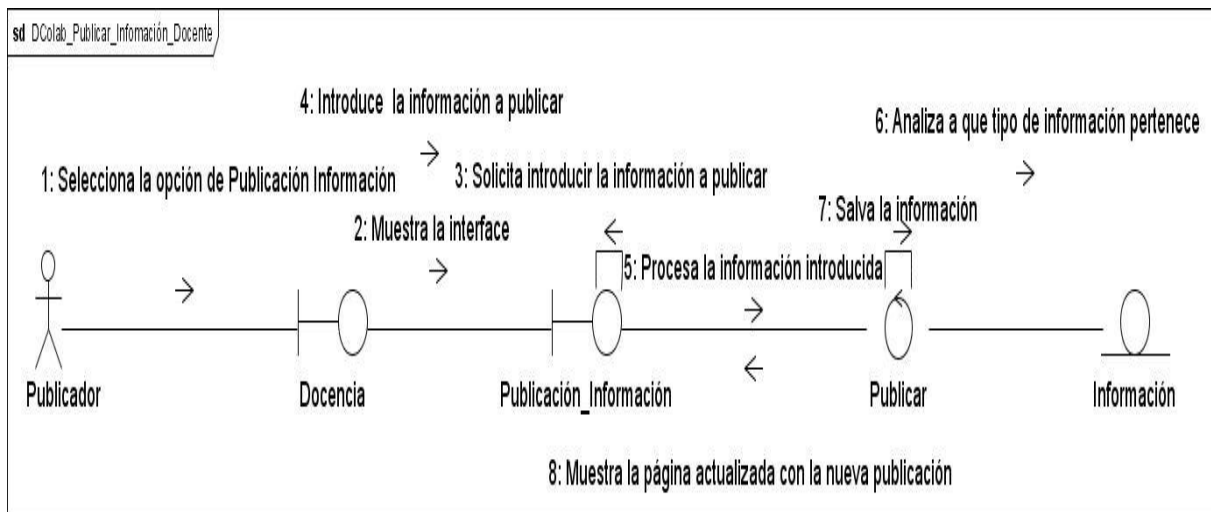 sd DColab_Publicar_Infomación_Docente
4: Introduce la información a publicar
6: Analiza a que tipo de información pertenece
1: Selecciona la opción de Publicación Información
3: Solicita introducir la información a publicar
7: Salva la información
2: Muestra la interface
5: Procesa la información introducida
Publicador
Docencia
Publicación_Información
Publicar
Información
8: Muestra la página actualizada con la nueva publicación